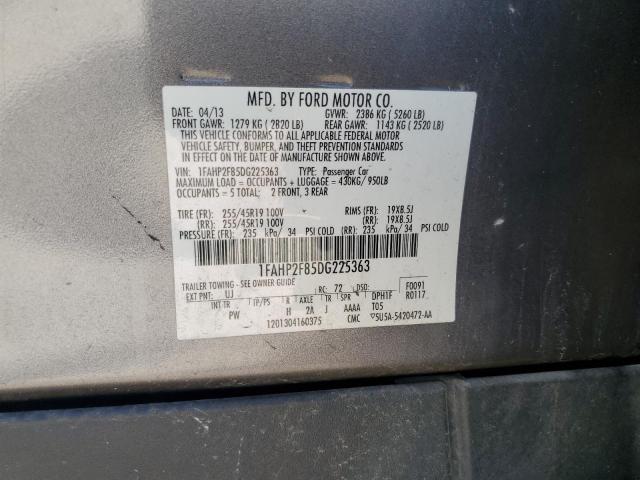 MFD. BY FORD MOTOR CO.
DATE: 04/13 GVWR: 2386 KG ( 5260 LB)
FRONT GAWR: 1279 KG ( 2820 LB) REAR GAWR: 1143 KG ( 2520 LB)
THIS VEHICLE CONFORMS TO ALL APPLICABLE FEDERAL MOTOR
VEHICLE SAFETY, BUMPER, AND THEFT PREVENTION STANDARDS
IN EFFECT ON THE DATE OF MANUFACTURE SHOWN ABOVE.
VIN: 1FAHP2F85DG225363 TYPE: Passenger Car
MAXIMUM LOAD = OCCUPANTS + LUGGAGE = 430KG/ 950LB
OCCUPANTS = 5 TOTAL: 2 FRONT, 3 REAR
TIRE (FR): 255/45R19 100V RIMS (FR): 19X8.5J
(RR): 255/45R19 100V (RR): 19X8.5J
PRESSURE (FR): 235 kPa/ 34 PSI COLD (RR): 235 kPa/ 34 PSI COLD
1FAHP2F85DG225363
TRAILER TOWING - SEE OWNER GUIDE
EXT PNT: UJ RC: 72 DSO: F0091
INT TR TP/PS R AXLE TR SPR DPH1F R0117
PW H 2A J AAAA T05
1201304160375 CMC 5U5A-5420472-AA